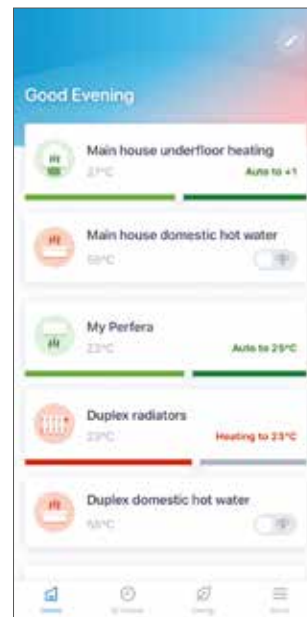 Good Evening
Main house underfloor heating
27°C
Auto to +1
Main house domestic hot water
My Perfera
23°C
Auto to 25°C
Duplex radiators
23°C
Heating to 23°C
Duplex domestic hot water